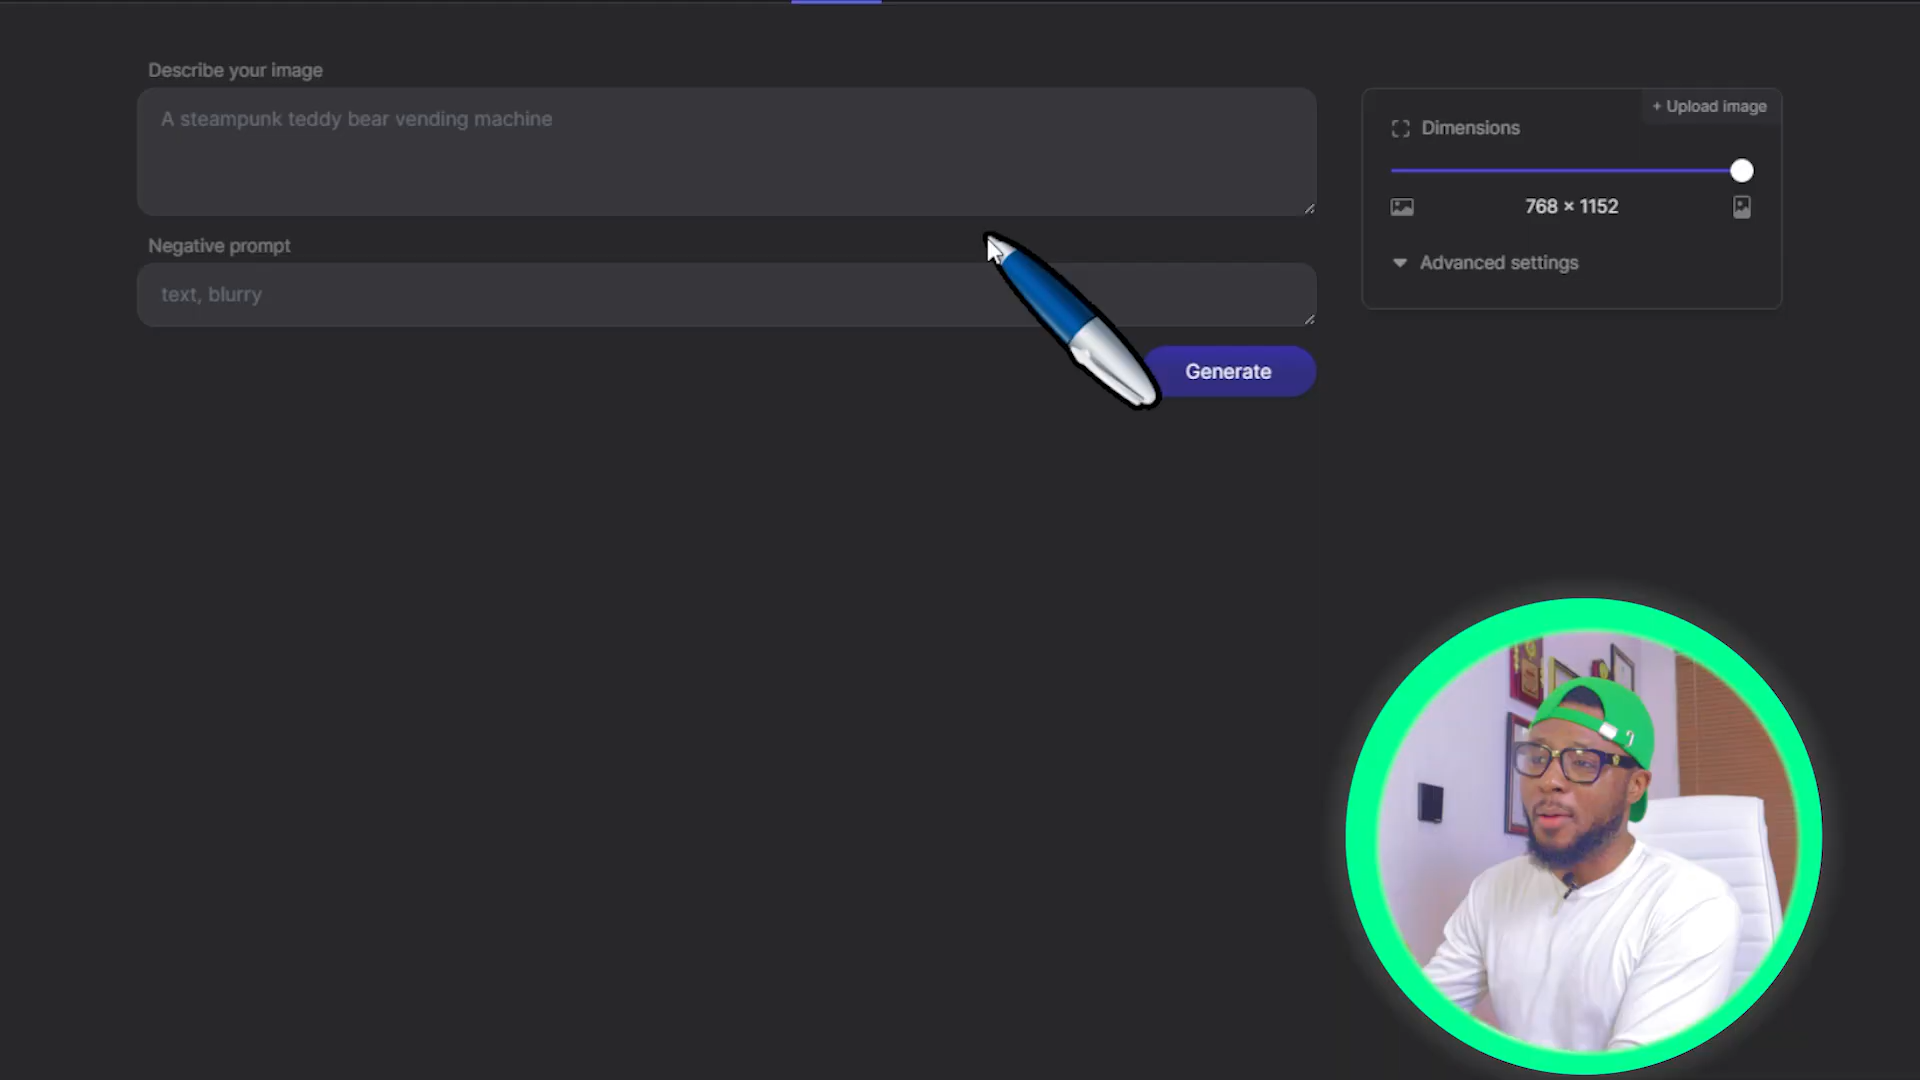 Describe your image
A steampunk teddy bear vending machine
+ Upload image
Dimensions
768 × 1152
Negative prompt
Advanced settings
text, blurry
Generate